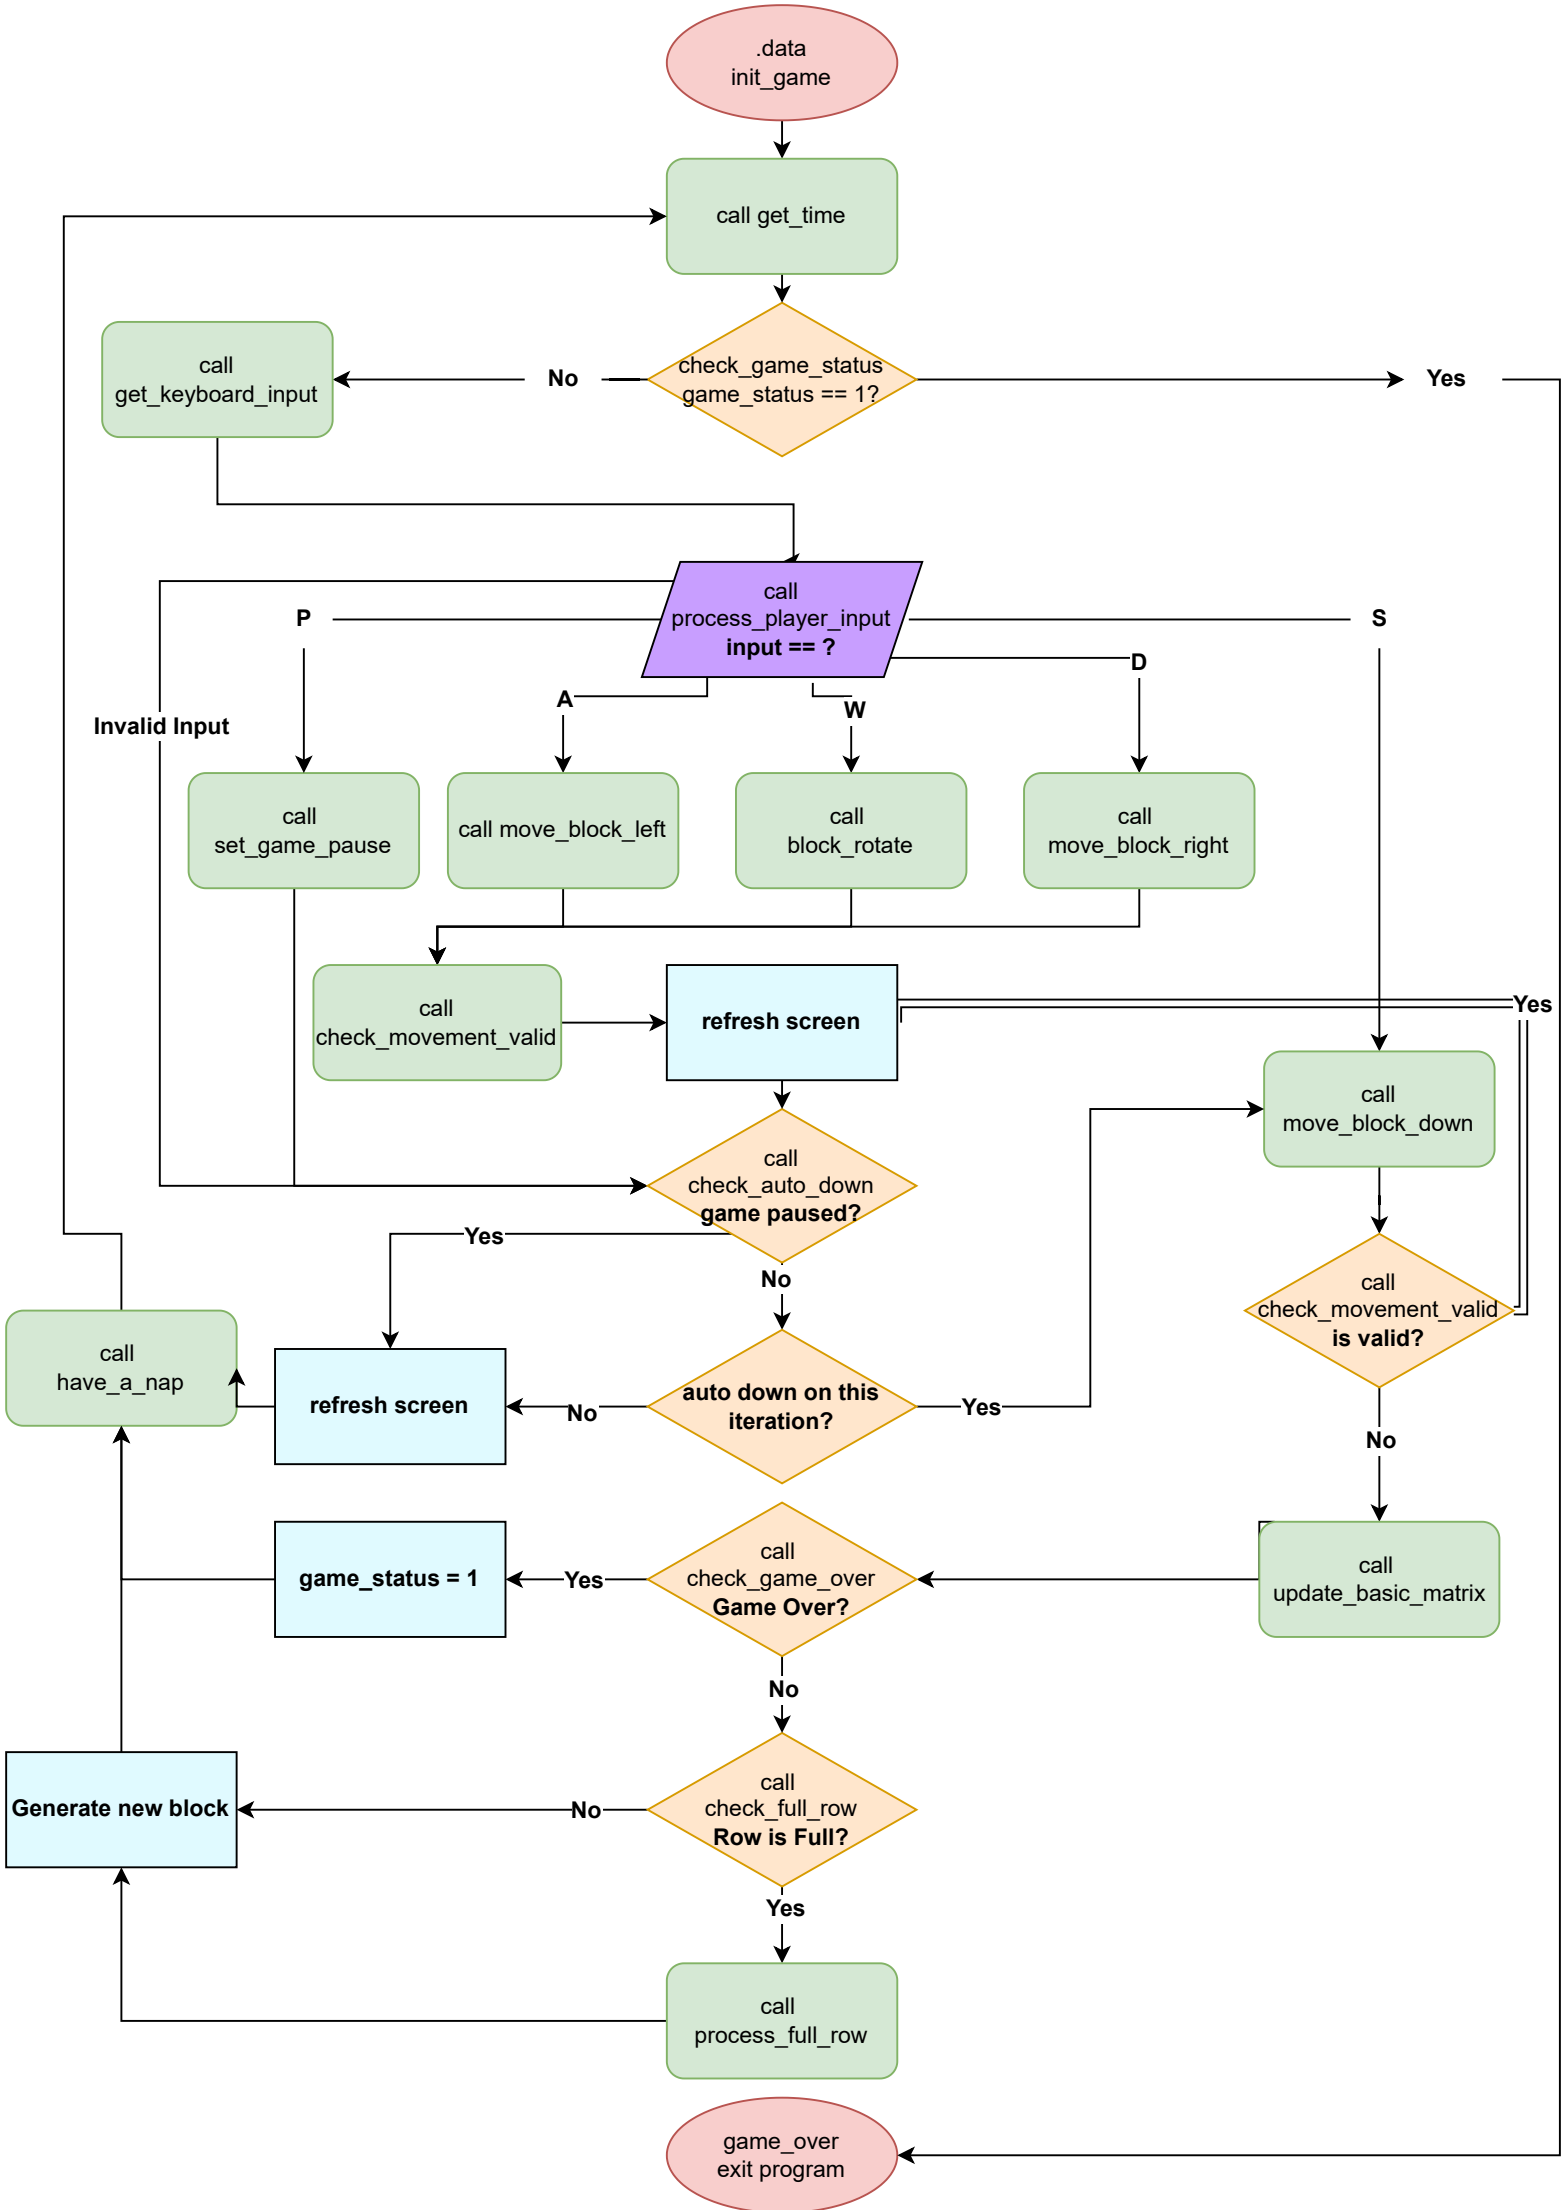 .data
init_game
call get_time
call
get_keyboard_input
No
check_game_status
game_status == 1?
Yes
call
process_player_input
input == ?
P
S
D
A
W
Invalid Input
call
set_game_pause
call move_block_left
call
block_rotate
call
move_block_right
call
check_movement_valid
refresh screen
Yes
call
move_block_down
call
check_auto_down
game paused?
Yes
No
call
check_movement_valid
is valid?
call
have_a_nap
refresh screen
No
auto down on this
iteration?
Yes
No
game_status = 1
Yes
call
check_game_over
Game Over?
call
update_basic_matrix
No
Generate new block
No
call
check_full_row
Row is Full?
Yes
call
process_full_row
game_over
exit program